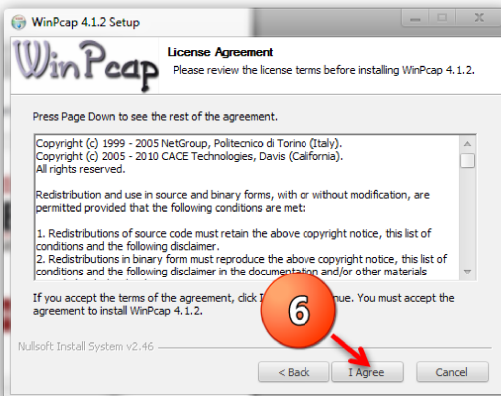 WinPcap 4.1.2 Setup
WinPcap
License Agreement
Please review the license terms before installing WinPcap 4.1.2.
Press Page Down to see the rest of the agreement.
Copyright (c) 1999 - 2005 NetGroup, Politecnico di Torino (Italy).
Copyright (c) 2005 - 2010 CACE Technologies, Davis (California).
All rights reserved.
Redistribution and use in source and binary forms, with or without modification, are
permitted provided that the following conditions are met:
1. Redistributions of source code must retain the above copyright notice, this list of
conditions and the following disclaimer.
2. Redistributions in binary form must reproduce the above copyright notice, this list of
conditions and the following disclaimer in the documentation and/or other materials
If you accept the terms of the agreement, click I
You must accept the
agreement to install WinPcap 4.1.2.
6
Nullsoft Install System v2.46
< Back
I Agree
Cancel